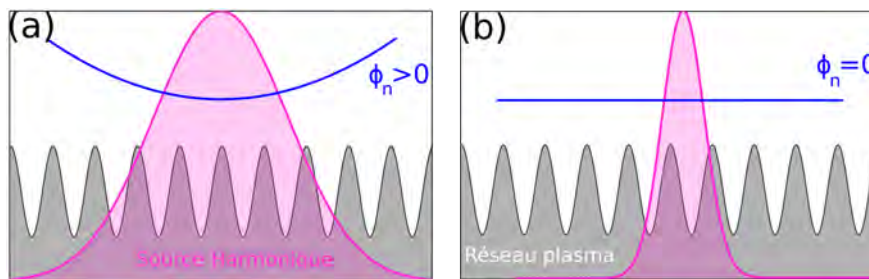 (a)
ϕn>0
Source Harmonique
(b)
ϕn=0
Réseau plasma